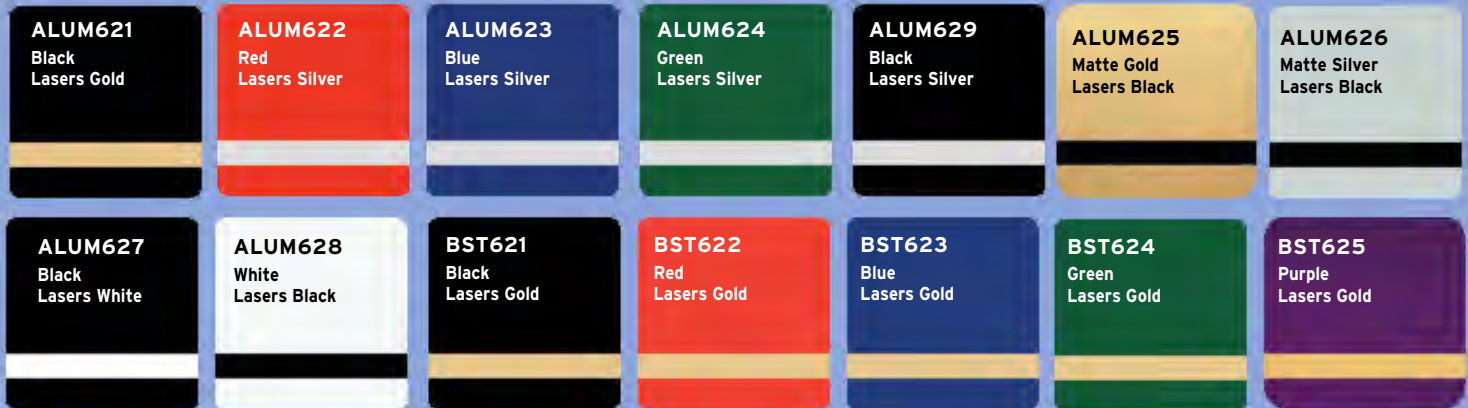 ALUM621
Black
Lasers Gold
ALUM622
Red
Lasers Silver
ALUM623
Blue
Lasers Silver
ALUM624
Green
Lasers Silver
ALUM629
Black
Lasers Silver
ALUM625
Matte Gold
Lasers Black
ALUM626
Matte Silver
Lasers Black
ALUM627
Black
Lasers White
ALUM628
White
Lasers Black
BST621
Black
Lasers Gold
BST622
Red
Lasers Gold
BST623
Blue
Lasers Gold
BST624
Green
Lasers Gold
BST625
Purple
Lasers Gold